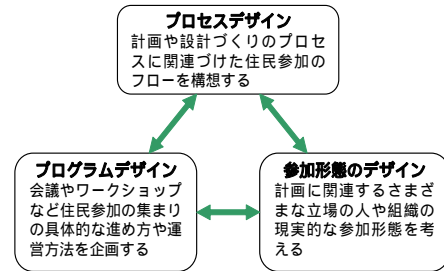 プロセスデザイン
計画や設計づくりのプロセ
スに関連づけた住民参加の
フローを構想する
プログラムデザイン
会議やワークショップ
など住民参加の集まり
の具体的な進め方や運
営方法を企画する
参加形態のデザイン
計画に関連するさまざ
まな立場の人や組織の
現実的な参加形態を考
える